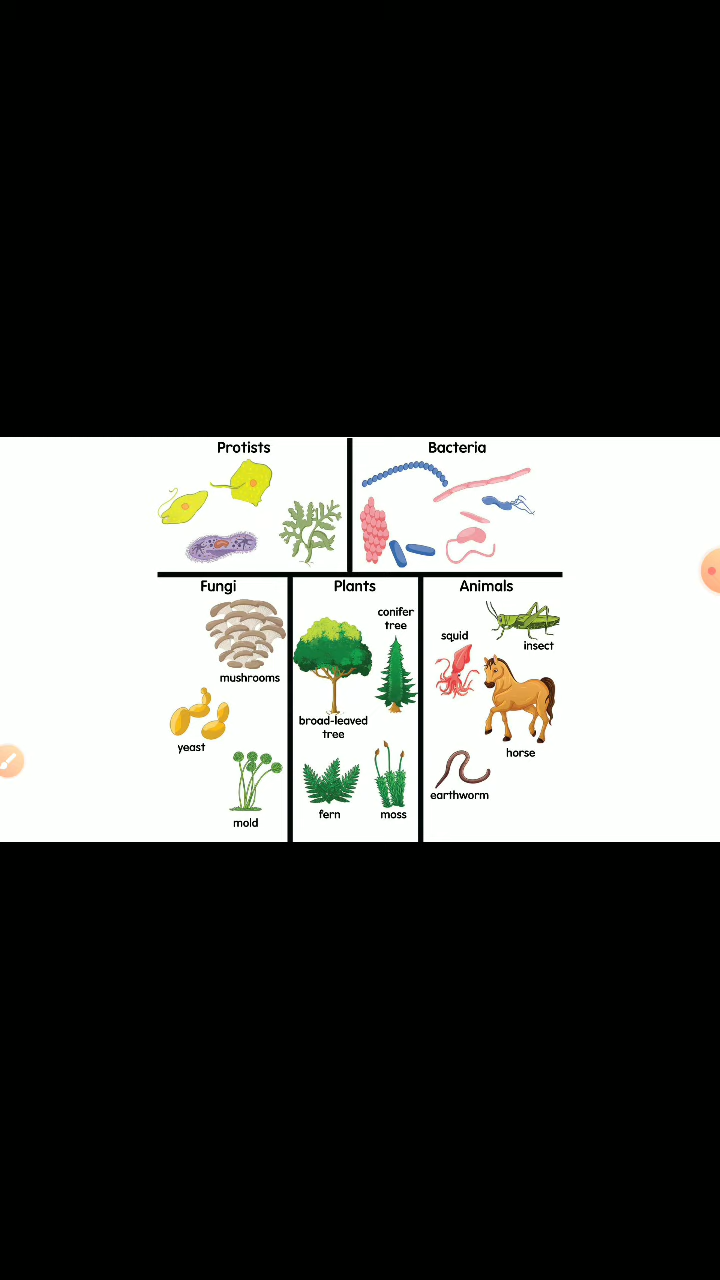 Protists
Bacteria
Fungi
mushrooms
yeast
mold
Plants
conifer
tree
broad-leaved
tree
fern
moss
Animals
squid
insect
horse
earthworm